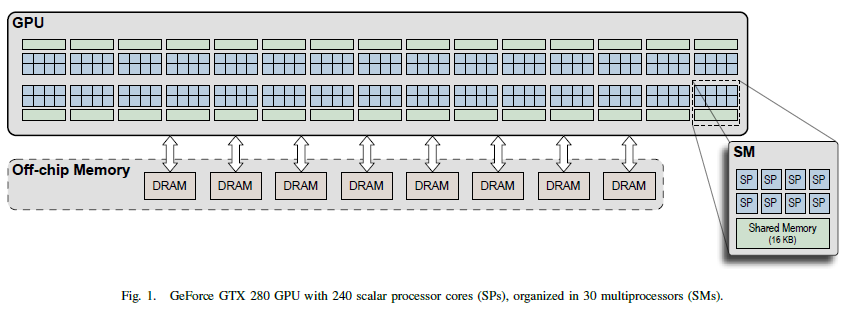 GPU
Off-chip Memory
DRAM DRAM DRAM DRAM DRAM DRAM DRAM DRAM
SM
SP SP SP SP
SP SP SP SP
Shared Memory
(16 KB)
Fig. 1. GeForce GTX 280 GPU with 240 scalar processor cores (SPs), organized in 30 multiprocessors (SMs).